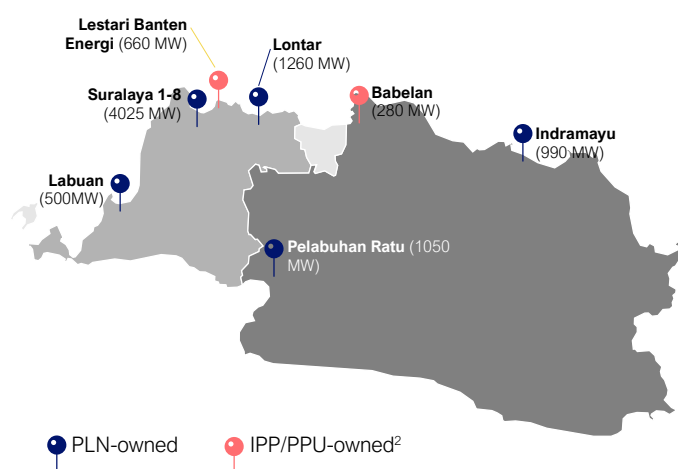 Lestari Banten
Energi (660 MW)
Lontar
(1260 MW)
Suralaya 1-8
(4025 MW)
Babelan
(280 MW)
Indramayu
(990 MW)
Labuan
(500MW)
Pelabuhan Ratu (1050
MW)
PLN-owned
IPP/PPU-owned²